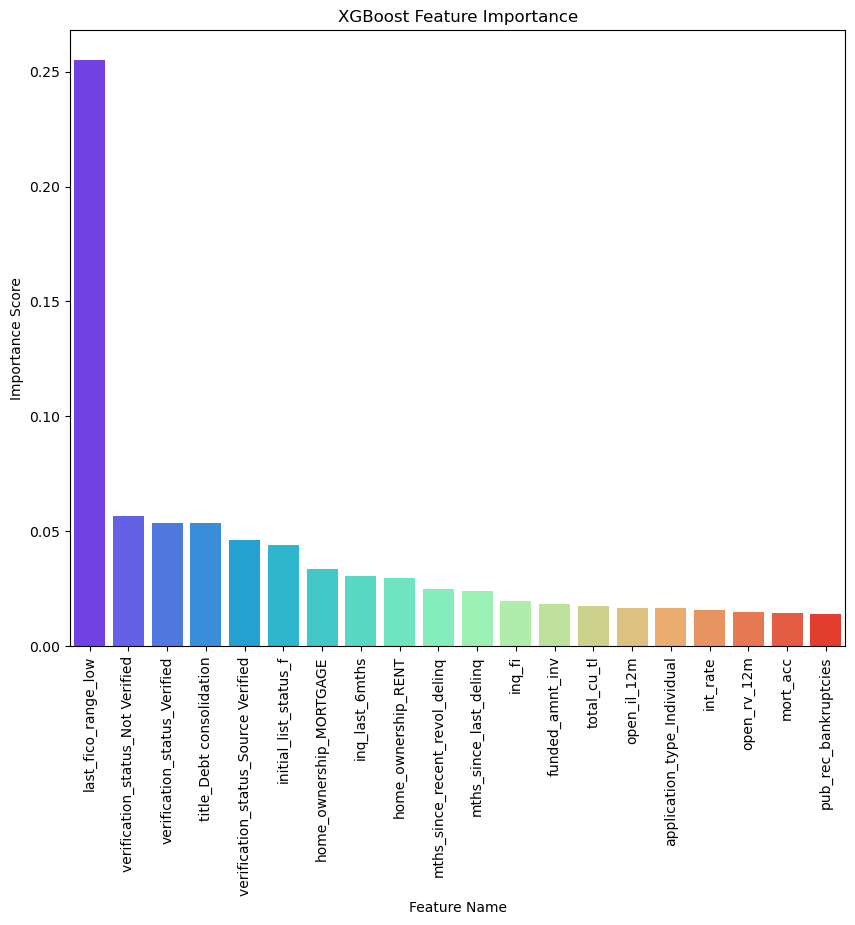 XGBoost Feature Importance
Importance Score
0.25
0.20
0.15
0.10
0.05
0.00
last_fico_range_low
verification_status_Not Verified
verification_status_Verified
title_Debt consolidation
verification_status_Source Verified
initial_list_status_f
home_ownership_MORTGAGE
inq_last_6mths
home_ownership_RENT
mths_since_recent_revol_delinq
mths_since_last_delinq
inq_fi
funded_amnt_inv
total_cu_tl
open_il_12m
application_type_Individual
int_rate
open_rv_12m
mort_acc
pub_rec_bankruptcies
Feature Name